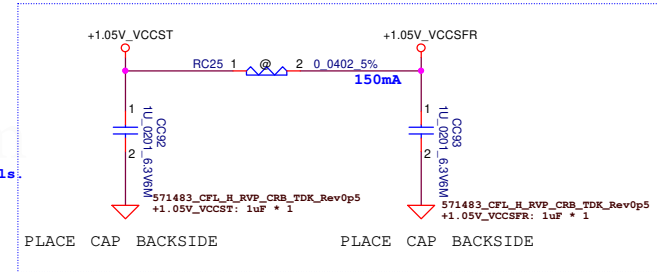 +1.05V_VCCST
+1.05V_VCCSFR
RC25 1 @ 2 0_0402_5%
150mA
1
CC92
1U_0201_6.3V6M
2
1
CC93
1U_0201_6.3V6M
2
ls.
571483_CFL_H_RVP_CRB_TDK_Rev0p5
+1.05V_VCCST: 1uF * 1
571483_CFL_H_RVP_CRB_TDK_Rev0p5
+1.05V_VCCSFR: 1uF * 1
PLACE CAP BACKSIDE
PLACE CAP BACKSIDE